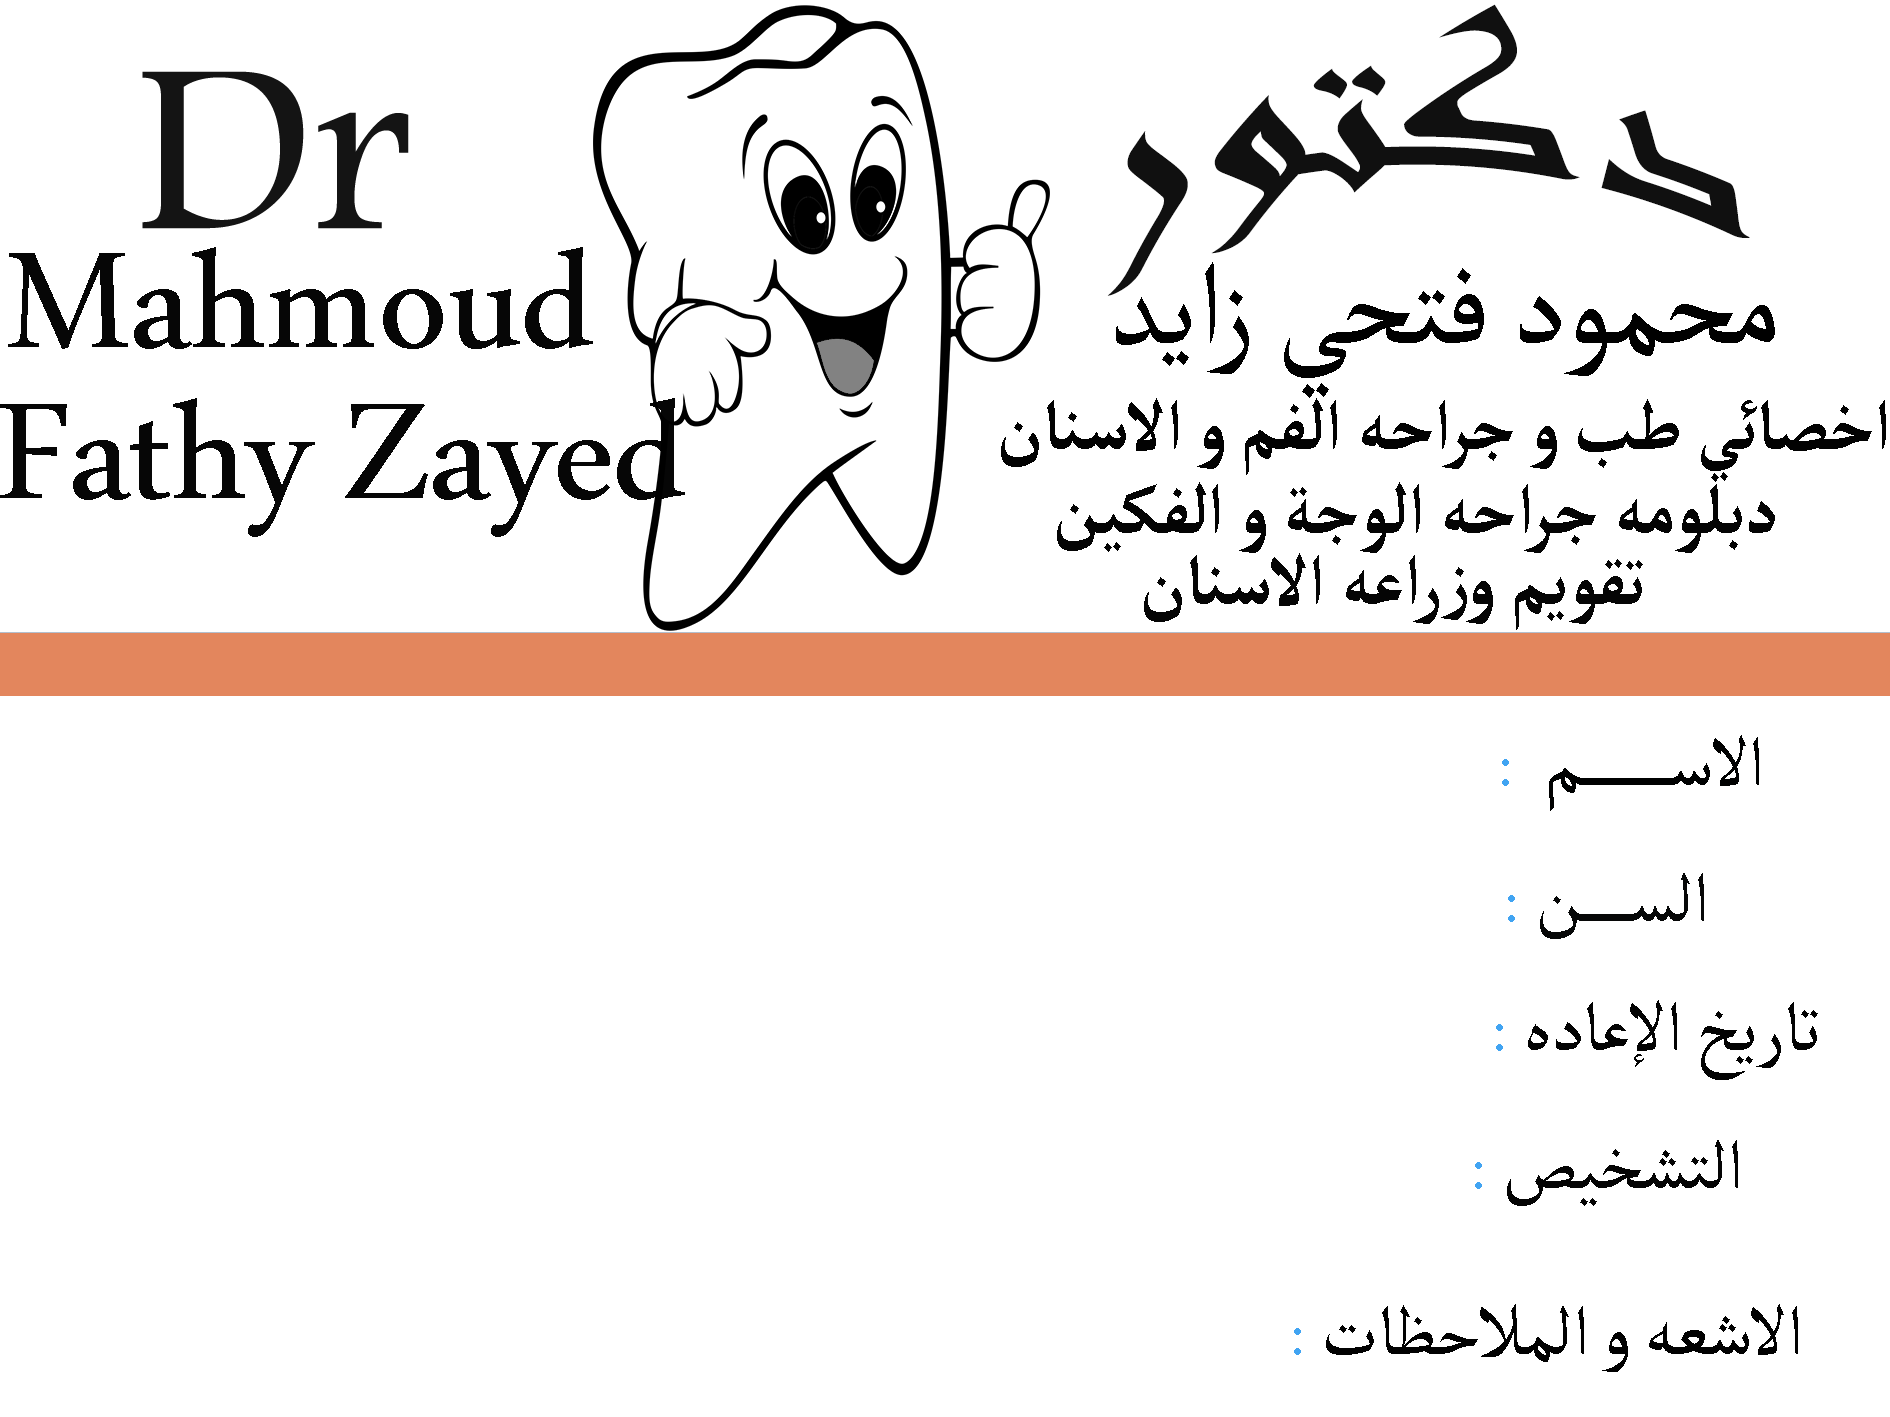 Dr
Mahmoud
Fathy Zayed
دكتور
محمود فتحي زايد
اخصائي طب و جراحه الفم و الاسنان
دبلومه جراحه الوجة و الفكين
تقويم وزراعه الاسنان
الاســـــم :
الســـن :
تاريخ الإعاده :
التشخيص :
الاشعه و الملاحظات :